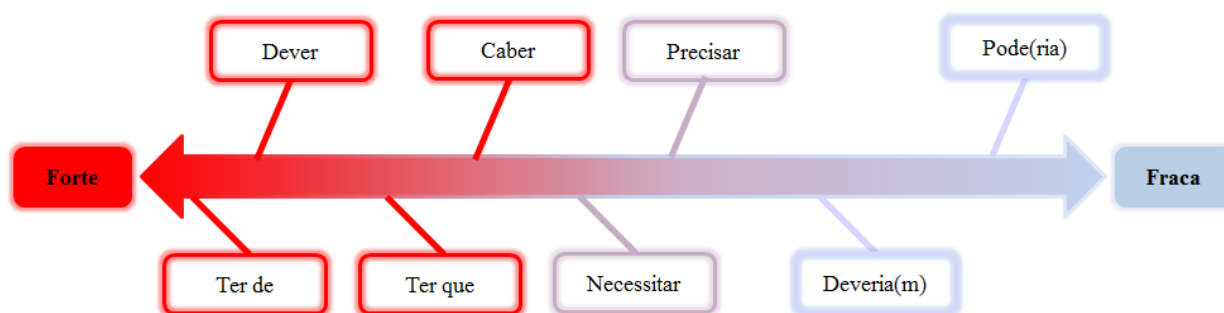 Dever
Caber
Precisar
Pode(ria)
Forte
Fraca
Ter de
Ter que
Necessitar
Deveria(m)